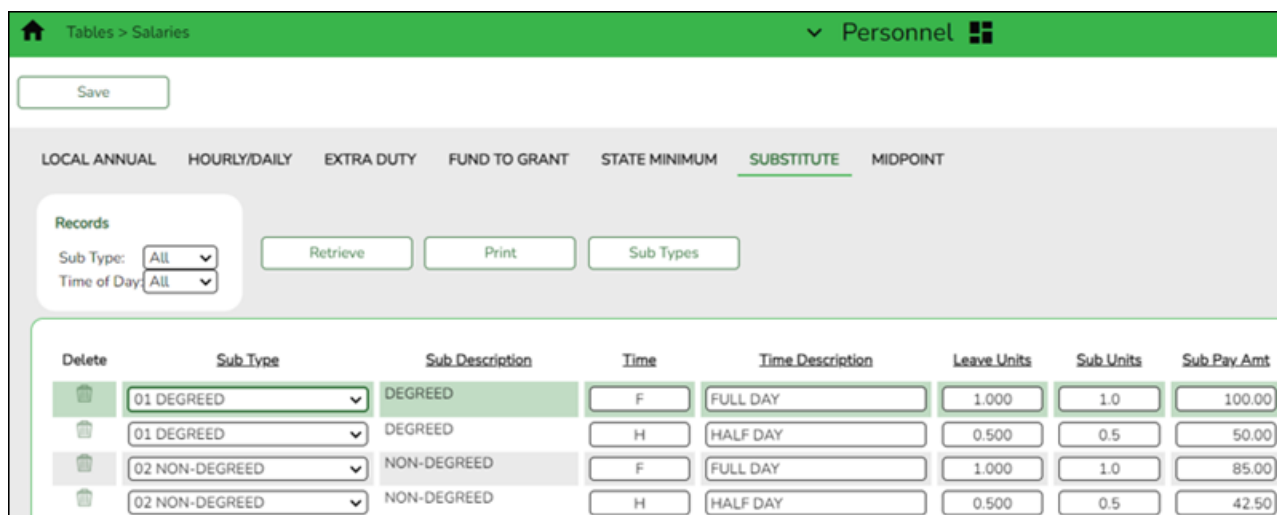 Tables > Salaries Personnel
Save
LOCAL ANNUAL HOURLY/DAILY EXTRA DUTY FUND TO GRANT STATE MINIMUM SUBSTITUTE MIDPOINT
Records
Sub Type: All Retrieve Print Sub Types
Time of Day: All
Delete Sub Type Sub Description Time Time Description Leave Units Sub Units Sub Pay Amt
01 DEGREED DEGREED F FULL DAY 1.000 1.0 100.00
01 DEGREED DEGREED H HALF DAY 0.500 0.5 50.00
02 NON-DEGREED NON-DEGREED F FULL DAY 1.000 1.0 85.00
02 NON-DEGREED NON-DEGREED H HALF DAY 0.500 0.5 42.50